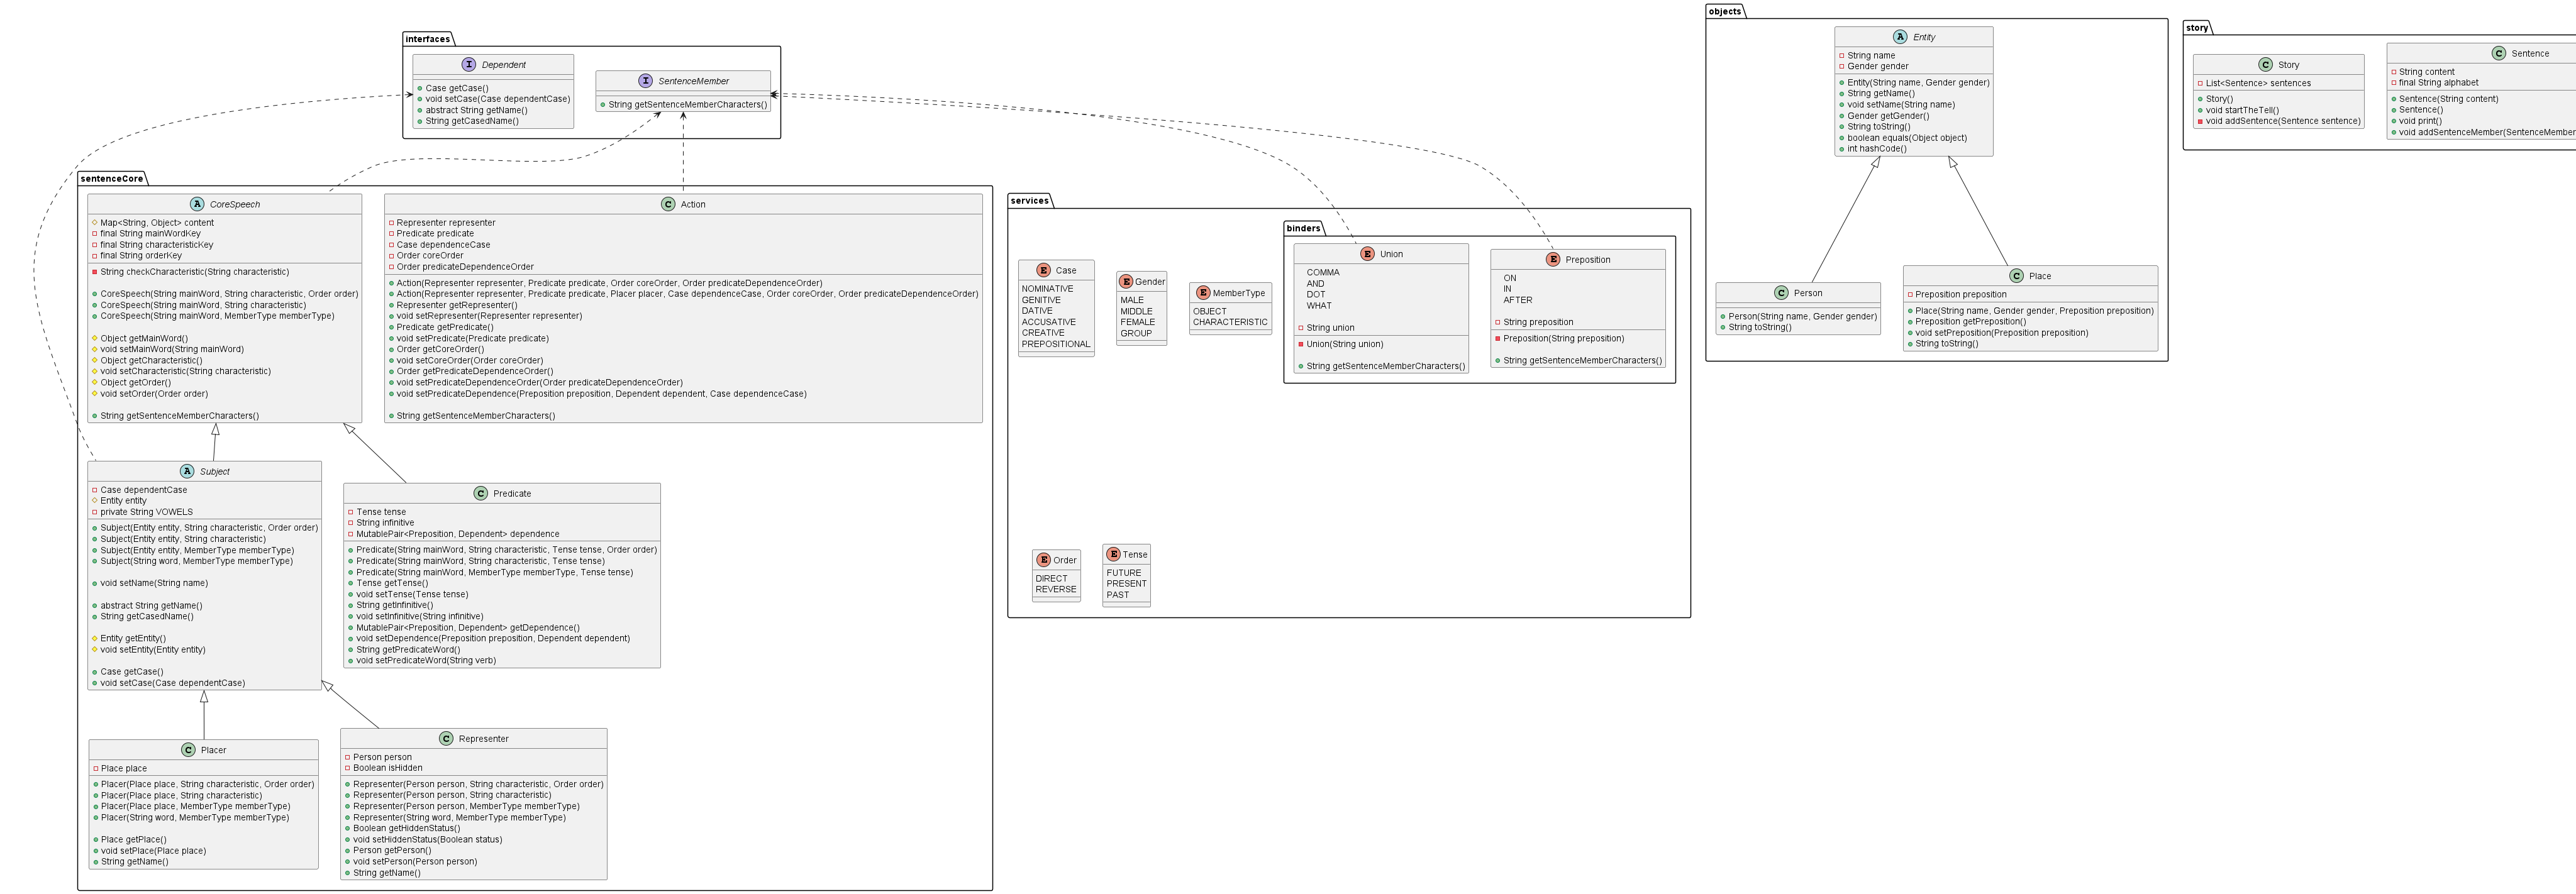 interfaces
Dependent
Case getCase()
void setCase(Case dependentCase)
abstract String getName()
String getCasedName()
SentenceMember
String getSentenceMemberCharacters()
sentenceCore
CoreSpeech
Map<String, Object> content
final String mainWordKey
final String characteristicKey
final String orderKey
String checkCharacteristic(String characteristic)
CoreSpeech(String mainWord, String characteristic, Order order)
CoreSpeech(String mainWord, String characteristic)
CoreSpeech(String mainWord, MemberType memberType)
Object getMainWord()
void setMainWord(String mainWord)
Object getCharacteristic()
void setCharacteristic(String characteristic)
Object getOrder()
void setOrder(Order order)
String getSentenceMemberCharacters()
Action
Representer representer
Predicate predicate
Case dependenceCase
Order coreOrder
Order predicateDependenceOrder
Action(Representer representer, Predicate predicate, Order coreOrder, Order predicateDependenceOrder)
Action(Representer representer, Predicate predicate, Placer placer, Case dependenceCase, Order coreOrder, Order predicateDependenceOrder)
Representer getRepresenter()
void setRepresenter(Representer representer)
Predicate getPredicate()
void setPredicate(Predicate predicate)
Order getCoreOrder()
void setCoreOrder(Order coreOrder)
Order getPredicateDependenceOrder()
void setPredicateDependenceOrder(Order predicateDependenceOrder)
void setPredicateDependence(Preposition preposition, Dependent dependent, Case dependenceCase)
String getSentenceMemberCharacters()
Subject
Case dependentCase
Entity entity
private String VOWELS
Subject(Entity entity, String characteristic, Order order)
Subject(Entity entity, String characteristic)
Subject(Entity entity, MemberType memberType)
Subject(String word, MemberType memberType)
void setName(String name)
abstract String getName()
String getCasedName()
Entity getEntity()
void setEntity(Entity entity)
Case getCase()
void setCase(Case dependentCase)
Predicate
Tense tense
String infinitive
MutablePair<Preposition, Dependent> dependence
Predicate(String mainWord, String characteristic, Tense tense, Order order)
Predicate(String mainWord, String characteristic, Tense tense)
Predicate(String mainWord, MemberType memberType, Tense tense)
Tense getTense()
void setTense(Tense tense)
String getInfinitive()
void setInfinitive(String infinitive)
MutablePair<Preposition, Dependent> getDependence()
void setDependence(Preposition preposition, Dependent dependent)
String getPredicateWord()
void setPredicateWord(String verb)
Placer
Place place
Placer(Place place, String characteristic, Order order)
Placer(Place place, String characteristic)
Placer(Place place, MemberType memberType)
Placer(String word, MemberType memberType)
Place getPlace()
void setPlace(Place place)
String getName()
Representer
Person person
Boolean isHidden
Representer(Person person, String characteristic, Order order)
Representer(Person person, String characteristic)
Representer(Person person, MemberType memberType)
Representer(String word, MemberType memberType)
Boolean getHiddenStatus()
void setHiddenStatus(Boolean status)
Person getPerson()
void setPerson(Person person)
String getName()
services
Case
NOMINATIVE
GENITIVE
DATIVE
ACCUSATIVE
CREATIVE
PREPOSITIONAL
Gender
MALE
MIDDLE
FEMALE
GROUP
MemberType
OBJECT
CHARACTERISTIC
binders
Union
COMMA
AND
DOT
WHAT
String union
Union(String union)
String getSentenceMemberCharacters()
Preposition
ON
IN
AFTER
String preposition
Preposition(String preposition)
String getSentenceMemberCharacters()
Order
DIRECT
REVERSE
Tense
FUTURE
PRESENT
PAST
objects
Entity
String name
Gender gender
Entity(String name, Gender gender)
String getName()
void setName(String name)
Gender getGender()
String toString()
boolean equals(Object object)
int hashCode()
Person
Person(String name, Gender gender)
String toString()
Place
Preposition preposition
Place(String name, Gender gender, Preposition preposition)
Preposition getPreposition()
void setPreposition(Preposition preposition)
String toString()
story
Story
List<Sentence> sentences
Story()
void startTheTell()
void addSentence(Sentence sentence)
Sentence
String content
final String alphabet
Sentence(String content)
Sentence()
void print()
void addSentenceMember(SentenceMember